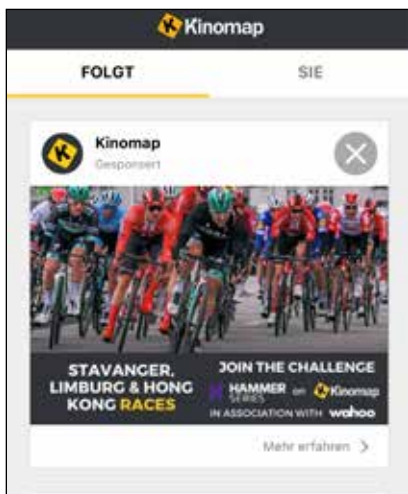 Kinomap
FOLGT SIE
Kinomap
Gesponsert
STAVANGER,
LIMBURG & HONG
KONG RACES
JOIN THE CHALLENGE
HAMMER SERIES on Kinomap
IN ASSOCIATION WITH wahoo
Mehr erfahren >